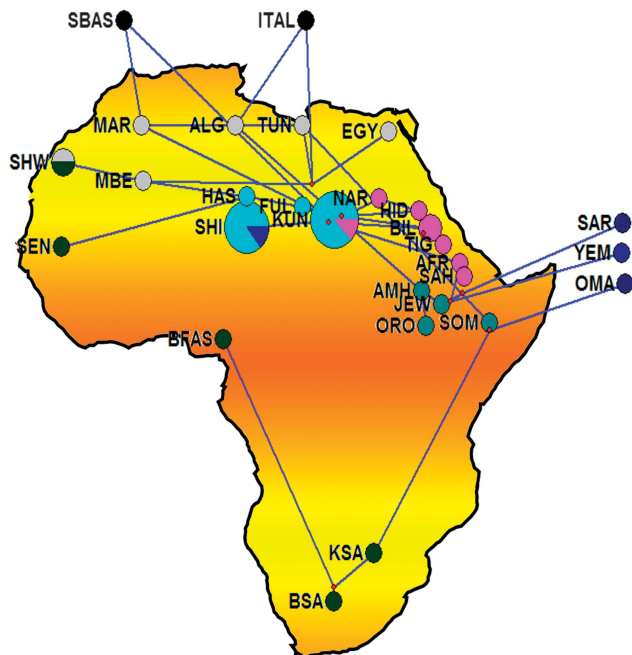 SBAS
ITAL
MAR
ALG
TUN
EGY
SHW
MBE
HAS
FUL
NAR
HID
SHI
KUN
BIL
SAR
SEN
TIG
YEM
AFR
SAH
OMA
AMH
JEW
ORO
SOM
BFAS
KSA
BSA